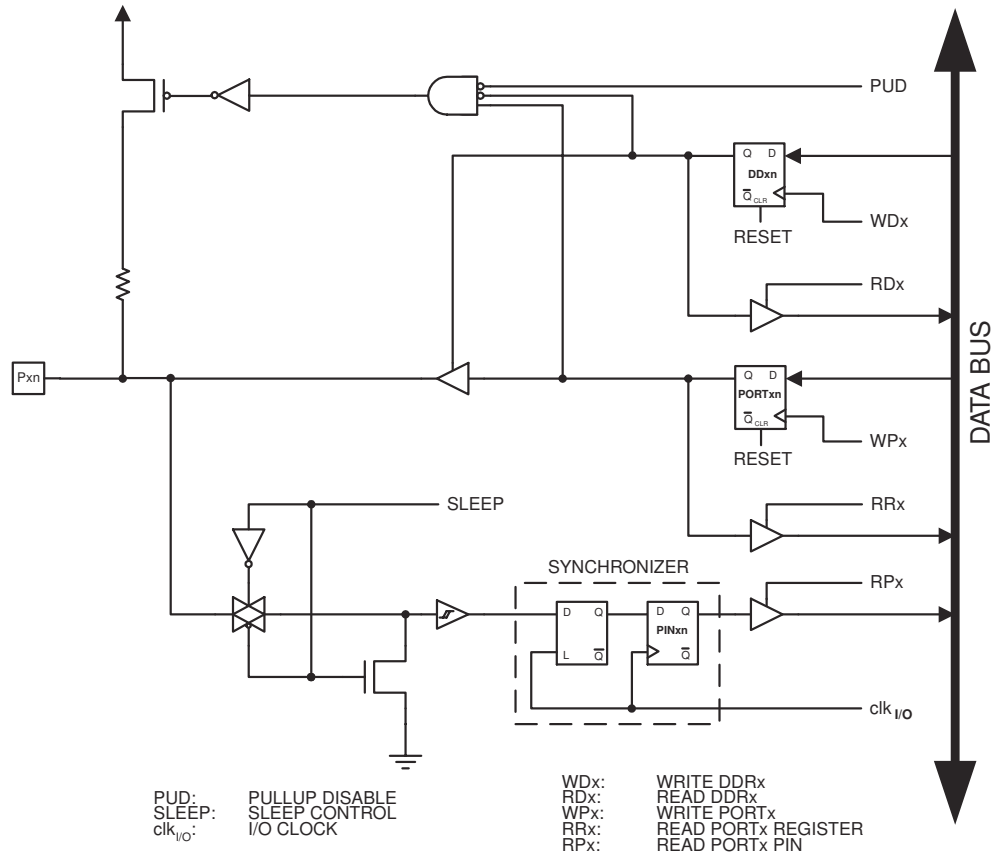 PUD
Q D
DDxn
Q CLR
WDx
RESET
RDx
Pxn
Q D
PORTxn
Q CLR
WPx
RESET
DATA BUS
SLEEP
RRx
SYNCHRONIZER
RPx
D Q
D Q
PINxn
L Q
Q
clk I/O
PUD: PULLUP DISABLE
SLEEP: SLEEP CONTROL
clkI/O: I/O CLOCK
WDx: WRITE DDRx
RDx: READ DDRx
WPx: WRITE PORTx
RRx: READ PORTx REGISTER
RPx: READ PORTx PIN